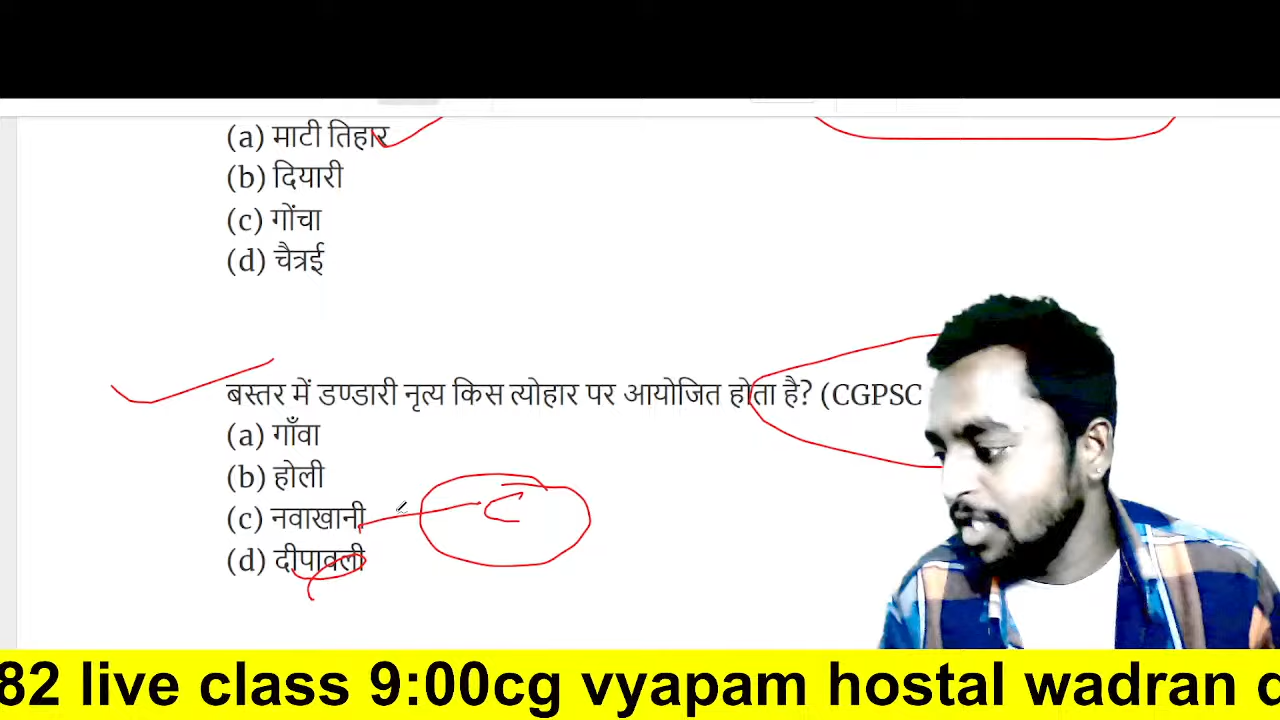 (a) माटी तिहार
(b) दियारी
(c) गोंचा
(d) चैत्रई
बस्तर में डण्डारी नृत्य किस त्योहार पर आयोजित होता है? (CGPSC
(a) गाँवा
(b) होली
(c) नवाखानी
C
(d) दीपावली
82 live class 9:00cg vyapam hostal wadran d